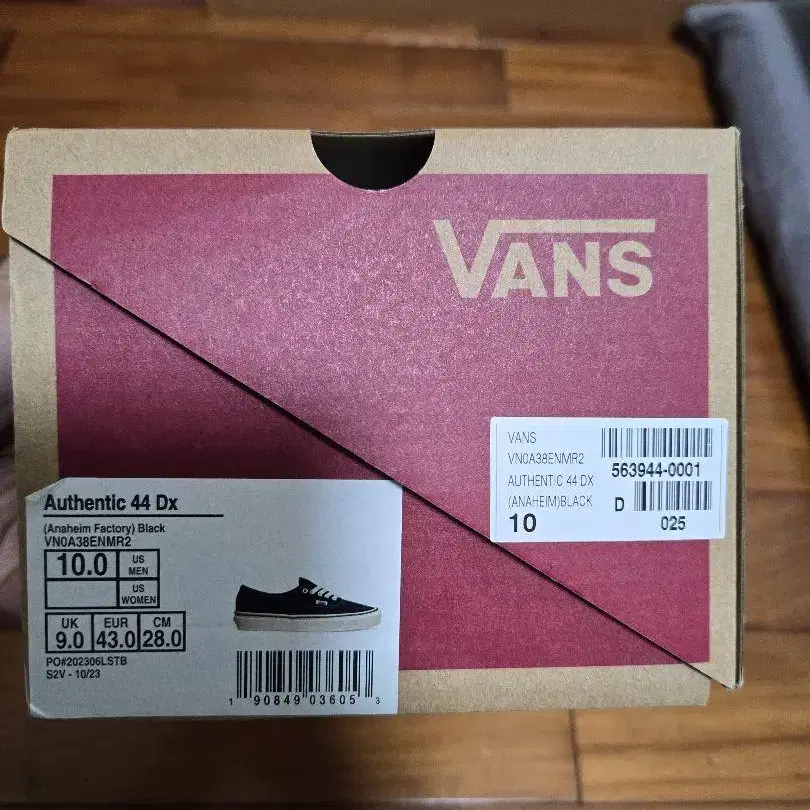 VANS
VANS
VN0A38ENMR2
563944-0001
AUTHENTIC 44 DX
(ANAHEIM)BLACK
D
10
025
Authentic 44 Dx
(Anaheim Factory) Black
VN0A38ENMR2
10.0 US MEN
US WOMEN
UK EUR CM
9.0 43.0 28.0
PO#202306LSTB
S2V - 10/23
1 90849 03605 3